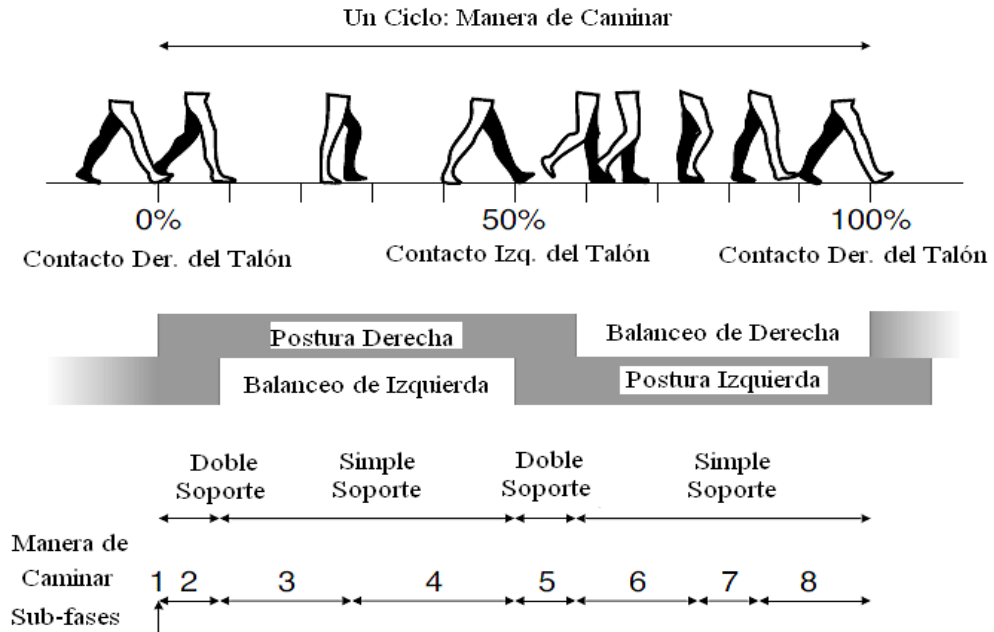 Un Ciclo: Manera de Caminar
0% 50% 100%
Contacto Der. del Talón Contacto Izq. del Talón Contacto Der. del Talón
Postura Derecha Balanceo de Derecha
Balanceo de Izquierda Postura Izquierda
Doble Soporte Simple Soporte Doble Soporte Simple Soporte
Manera de Caminar
1 2 3 4 5 6 7 8
Sub-fases